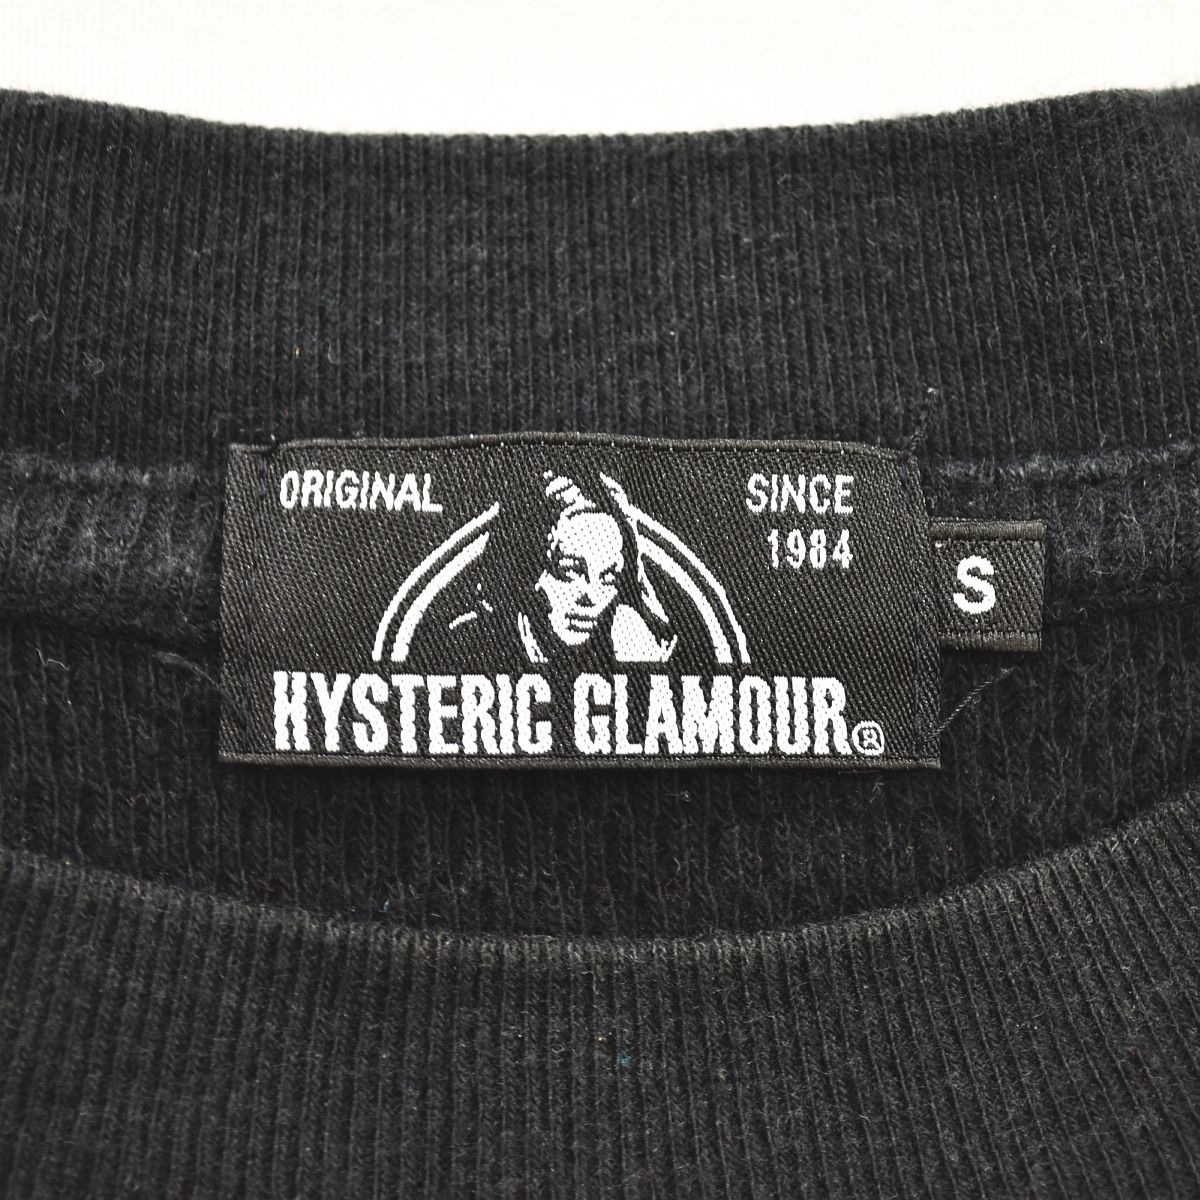 ORIGINAL
SINCE
1984
S
HYSTERIC GLAMOUR®